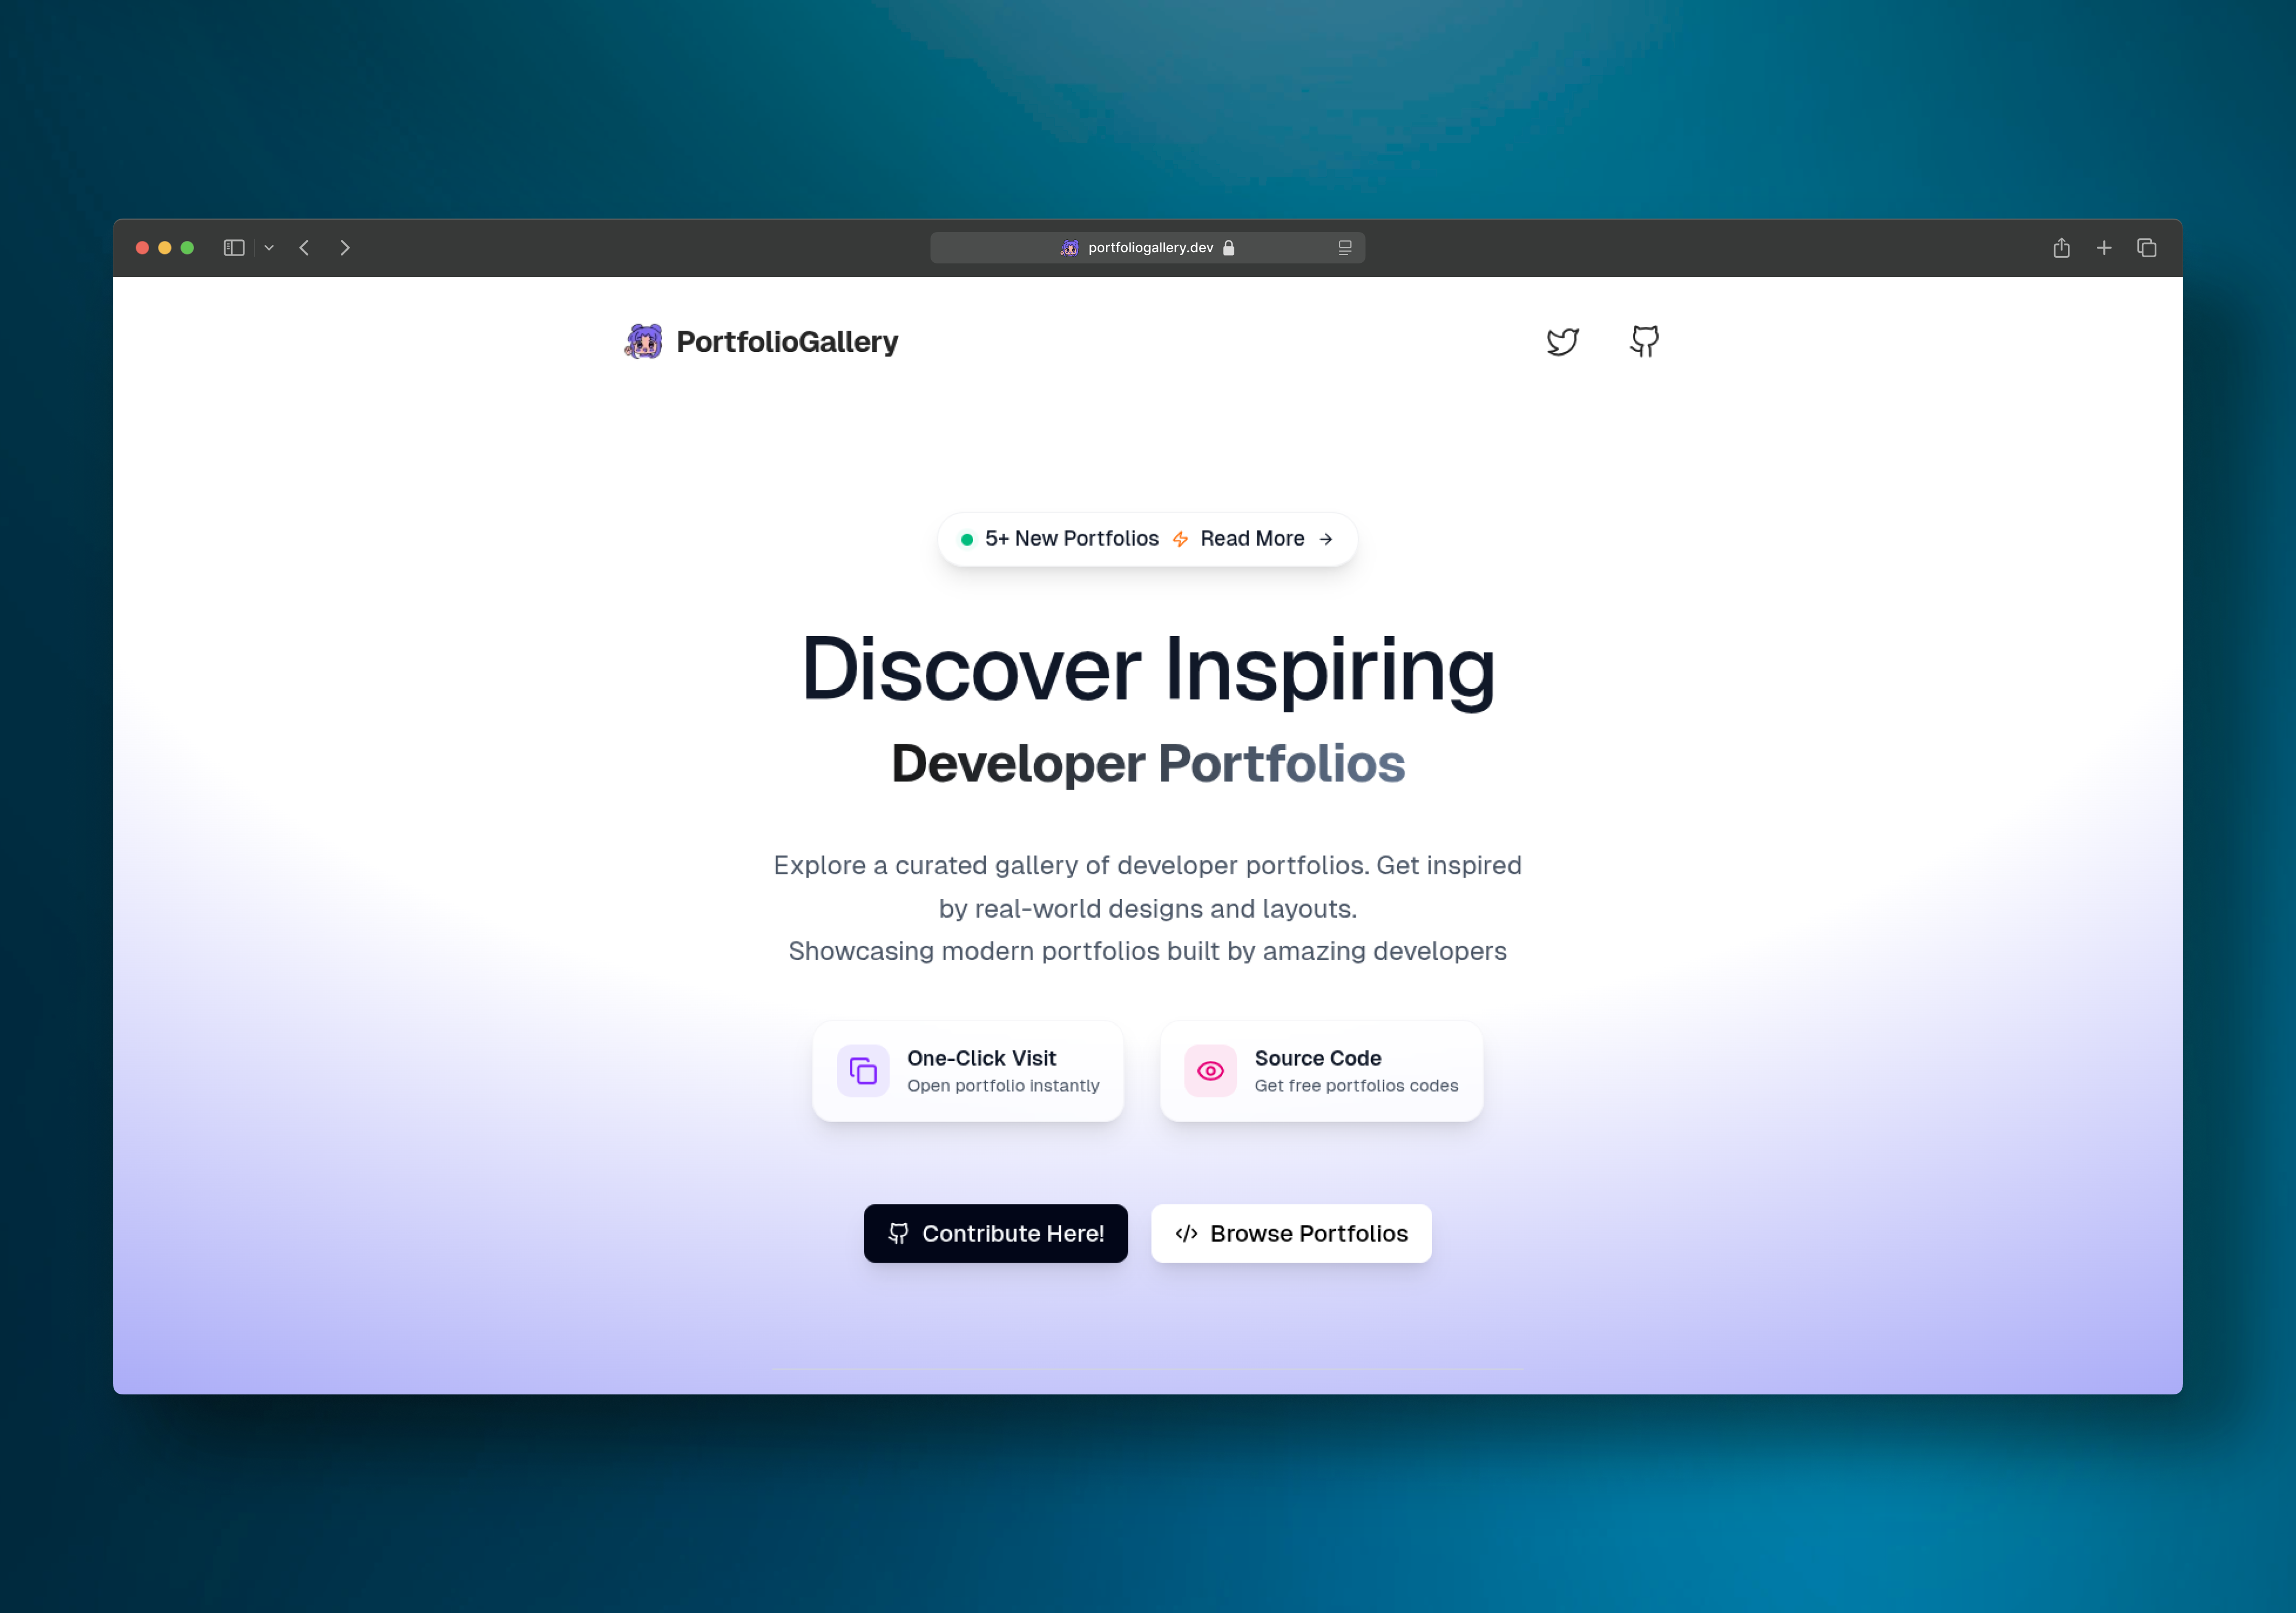 portfoliogallery.dev
PortfolioGallery
5+ New Portfolios Read More →
Discover Inspiring
Developer Portfolios
Explore a curated gallery of developer portfolios. Get inspired
by real-world designs and layouts.
Showcasing modern portfolios built by amazing developers
One-Click Visit
Open portfolio instantly
Source Code
Get free portfolios codes
Contribute Here!
</> Browse Portfolios